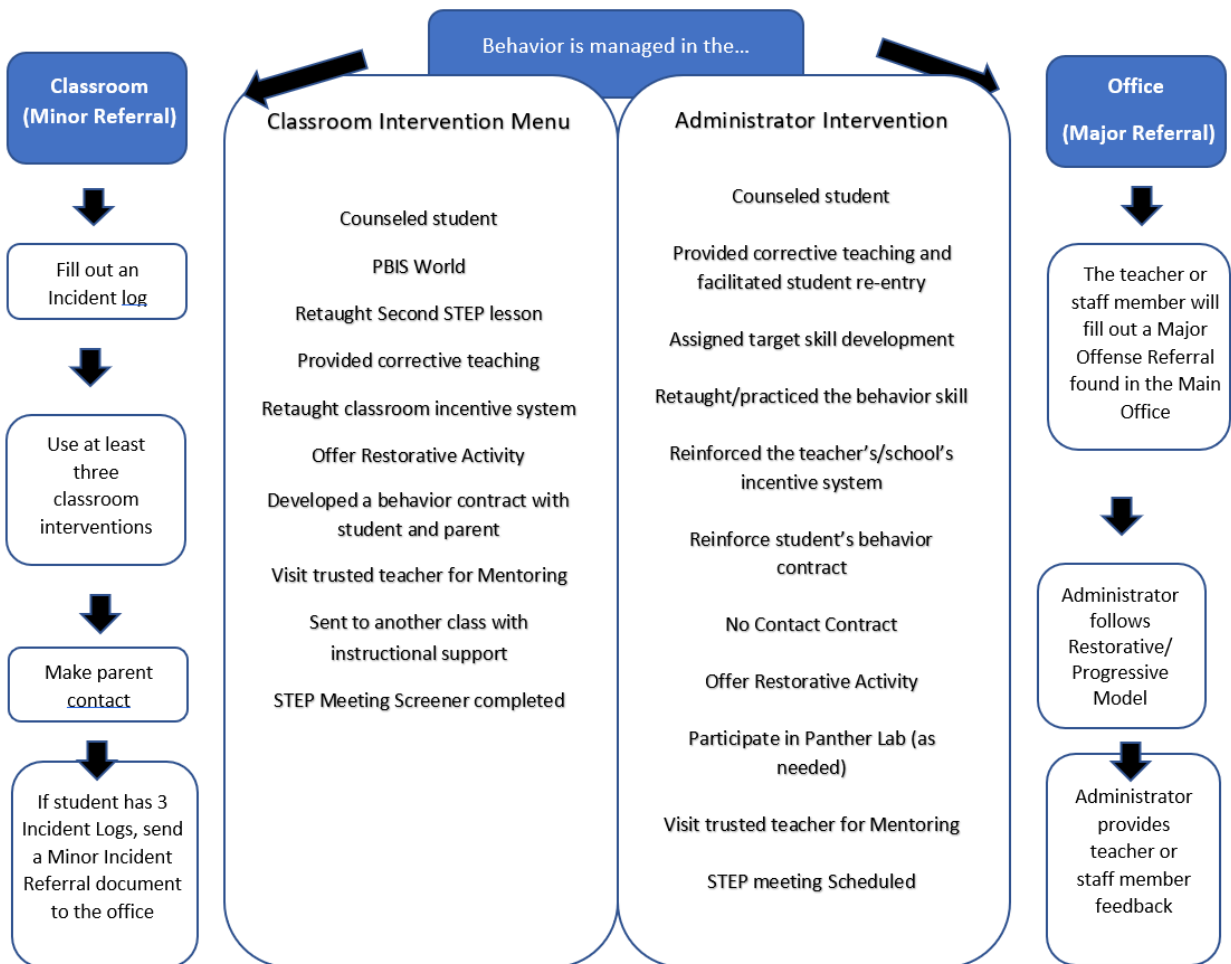 Behavior is managed in the…
Classroom
(Minor Referral)
Fill out an
Incident log
Use at least
three
classroom
interventions
Make parent
contact
If student has 3
Incident Logs, send
a Minor Incident
Referral document
to the office
Classroom Intervention Menu
Counseled student
PBIS World
Retaught Second STEP lesson
Provided corrective teaching
Retaught classroom incentive system
Offer Restorative Activity
Developed a behavior contract with
student and parent
Visit trusted teacher for Mentoring
Sent to another class with
instructional support
STEP Meeting Screener completed
Administrator Intervention
Counseled student
Provided corrective teaching and
facilitated student re-entry
Assigned target skill development
Retaught/practiced the behavior skill
Reinforced the teacher’s/school’s
incentive system
Reinforce student’s behavior
contract
No Contact Contract
Offer Restorative Activity
Participate in Panther Lab (as
needed)
Visit trusted teacher for Mentoring
STEP meeting Scheduled
Office
(Major Referral)
The teacher or
staff member will
fill out a Major
Offense Referral
found in the Main
Office
Administrator
follows
Restorative/
Progressive
Model
Administrator
provides
teacher or
staff member
feedback